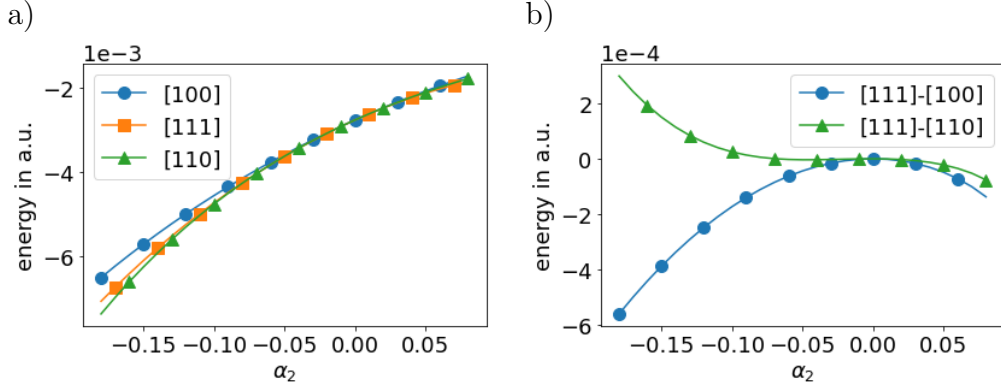 a)
1e−3
[100]
[111]
[110]
−2
−4
−6
energy in a.u.
−0.15
−0.10
−0.05
0.00
0.05
α₂
b)
1e−4
[111]-[100]
[111]-[110]
2
0
−2
−4
−6
energy in a.u.
−0.15
−0.10
−0.05
0.00
0.05
α₂